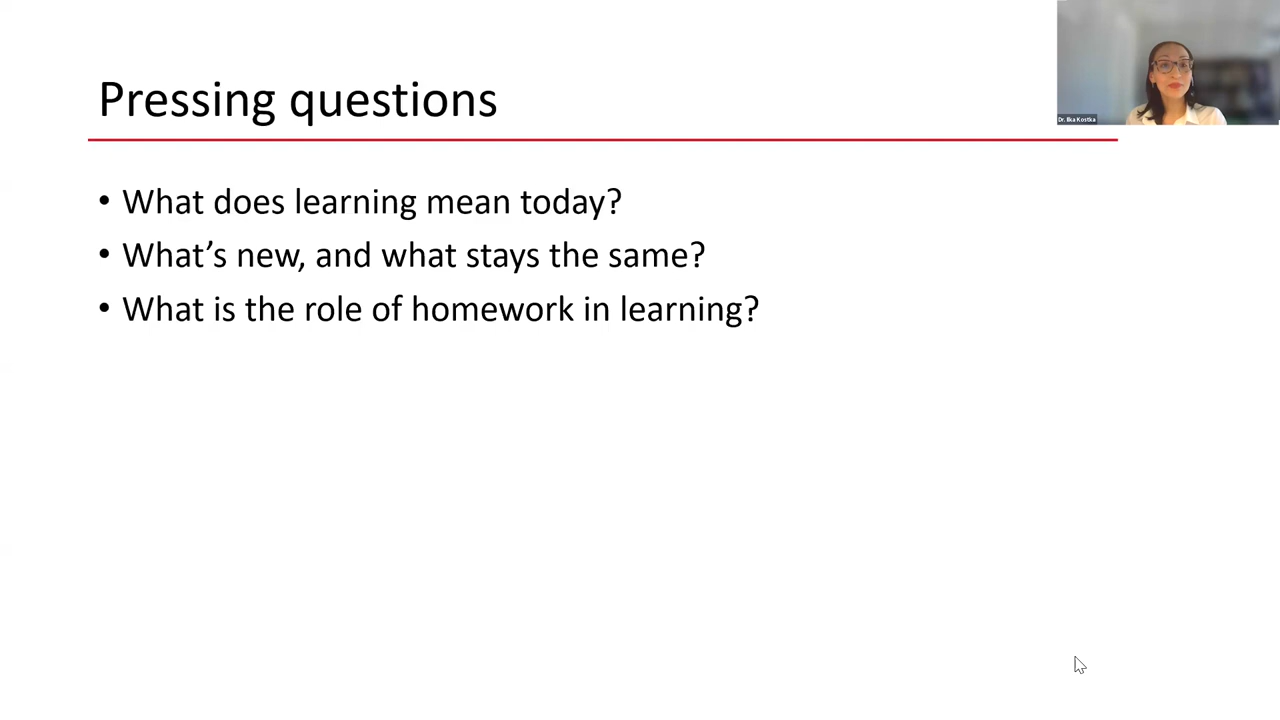 Pressing questions
Dr. Ilka Kostka
• What does learning mean today?
• What’s new, and what stays the same?
• What is the role of homework in learning?